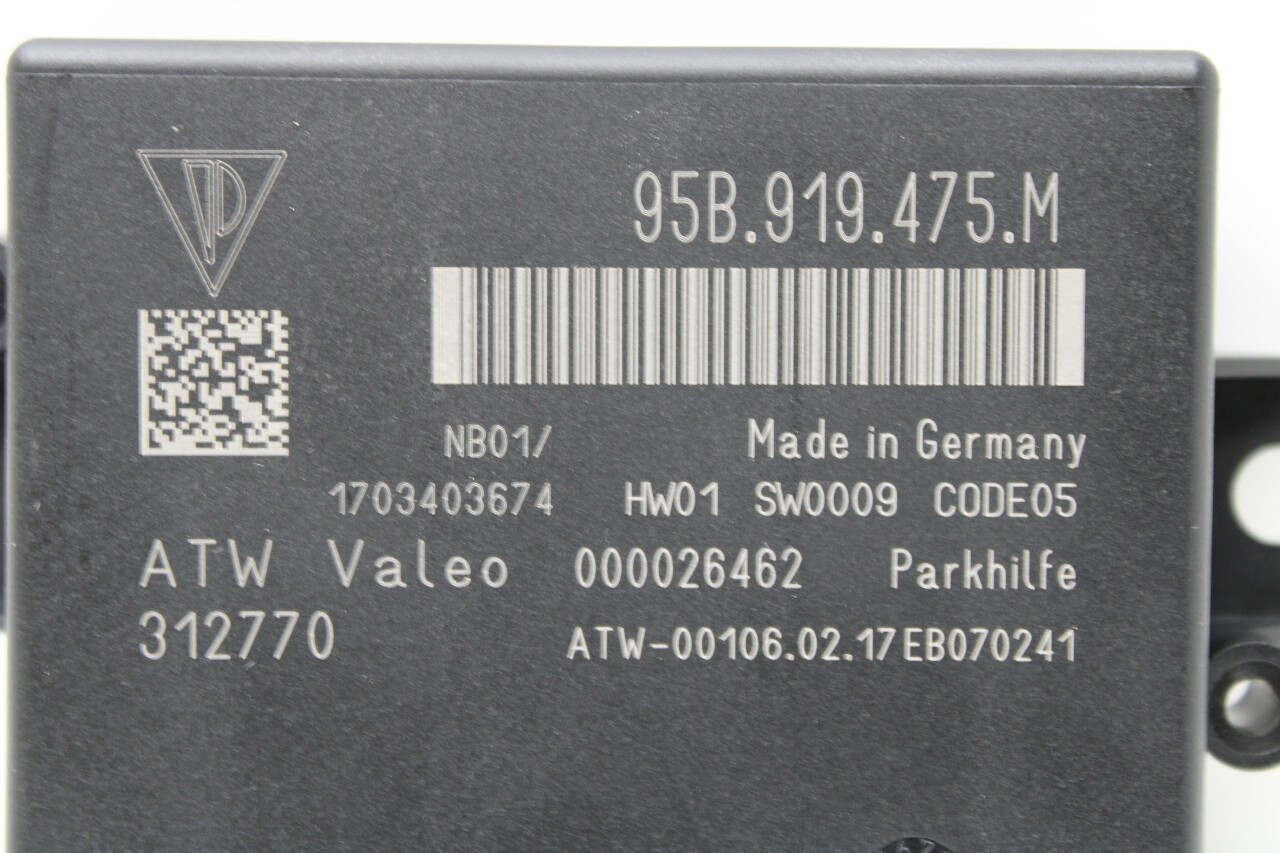 95B.919.475.M
NB01/ Made in Germany
1703403674 HW01 SW0009 CODE05
ATW Valeo 000026462 Parkhilfe
312770 ATW-00106.02.17EB070241